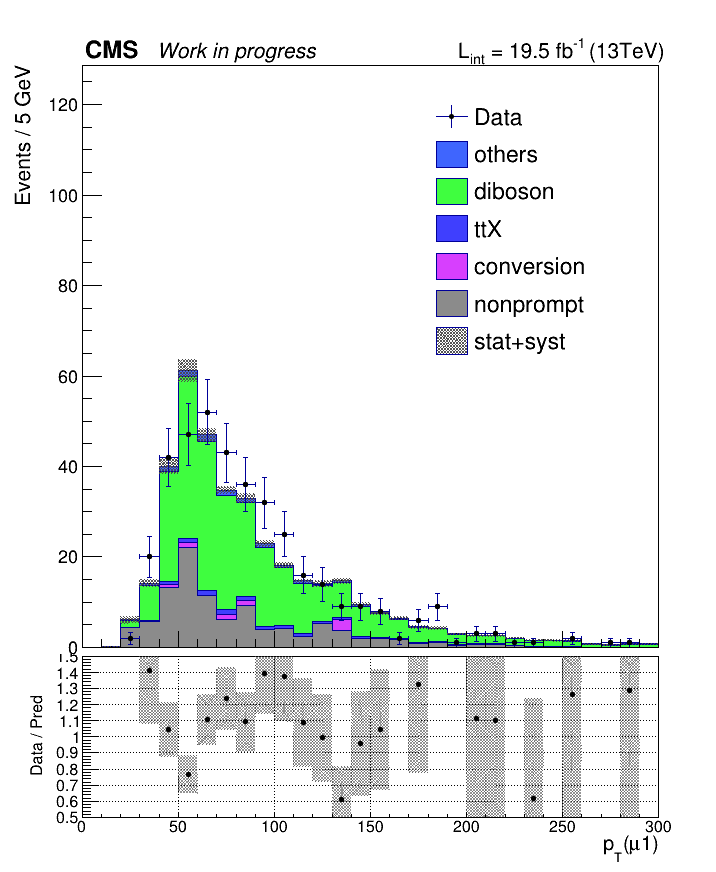 CMS Work in progress L_int = 19.5 fb^-1 (13TeV)
Events / 5 GeV
120
100
80
60
40
20
0
Data
others
diboson
ttX
conversion
nonprompt
stat+syst
Data / Pred
1.5
1.4
1.3
1.2
1.1
1
0.9
0.8
0.7
0.6
0.5
0 50 100 150 200 250 300
p_T(μ1)